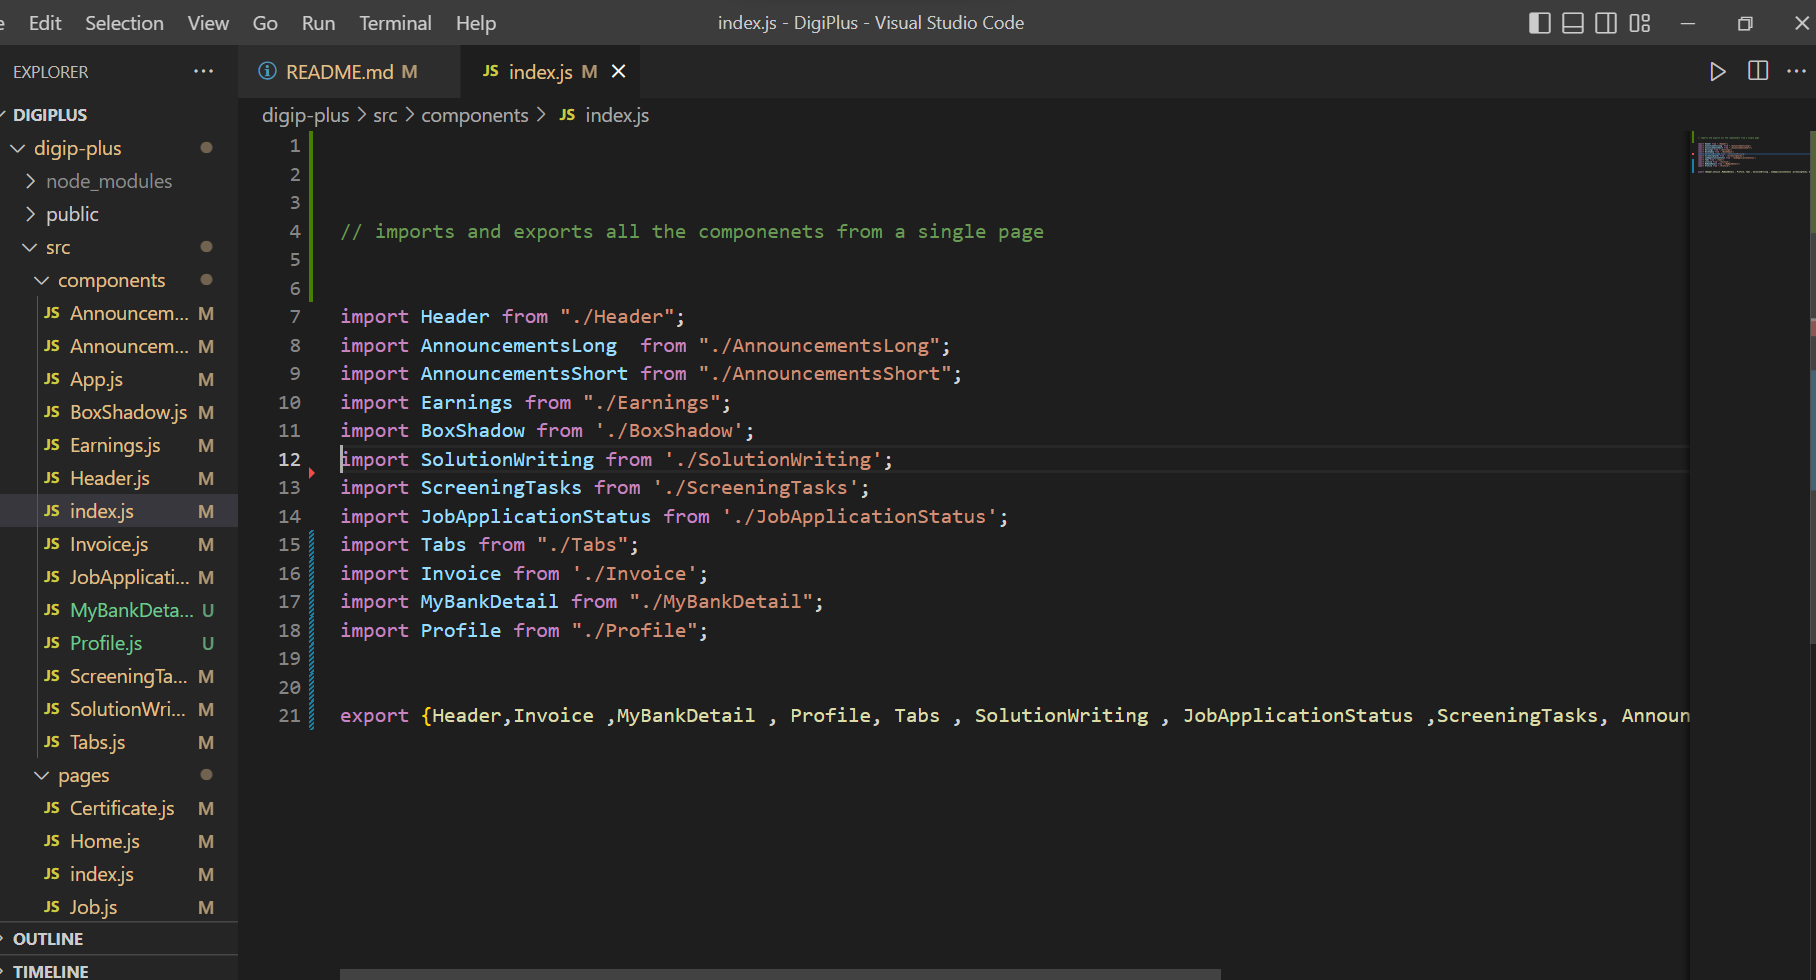 Edit Selection View Go Run Terminal Help
index.js - DigiPlus - Visual Studio Code
EXPLORER
DIGIPLUS
digip-plus
node_modules
public
src
components
JS Announcem... M
JS Announcem... M
JS App.js M
JS BoxShadow.js M
JS Earnings.js M
JS Header.js M
JS index.js M
JS Invoice.js M
JS JobApplicati... M
JS MyBankDeta... U
JS Profile.js U
JS ScreeningTa... M
JS SolutionWri... M
JS Tabs.js M
pages
JS Certificate.js M
JS Home.js M
JS index.js M
JS Job.js M
OUTLINE
TIMELINE
README.md M
JS index.js M
digip-plus > src > components > JS index.js
1
2
3
4 // imports and exports all the componenets from a single page
5
6
7 import Header from "./Header";
8 import AnnouncementsLong  from "./AnnouncementsLong";
9 import AnnouncementsShort from "./AnnouncementsShort";
10 import Earnings from "./Earnings";
11 import BoxShadow from './BoxShadow';
12 import SolutionWriting from './SolutionWriting';
13 import ScreeningTasks from './ScreeningTasks';
14 import JobApplicationStatus from './JobApplicationStatus';
15 import Tabs from "./Tabs";
16 import Invoice from './Invoice';
17 import MyBankDetail from "./MyBankDetail";
18 import Profile from "./Profile";
19
20
21 export {Header,Invoice ,MyBankDetail , Profile, Tabs , SolutionWriting , JobApplicationStatus ,ScreeningTasks, Announ